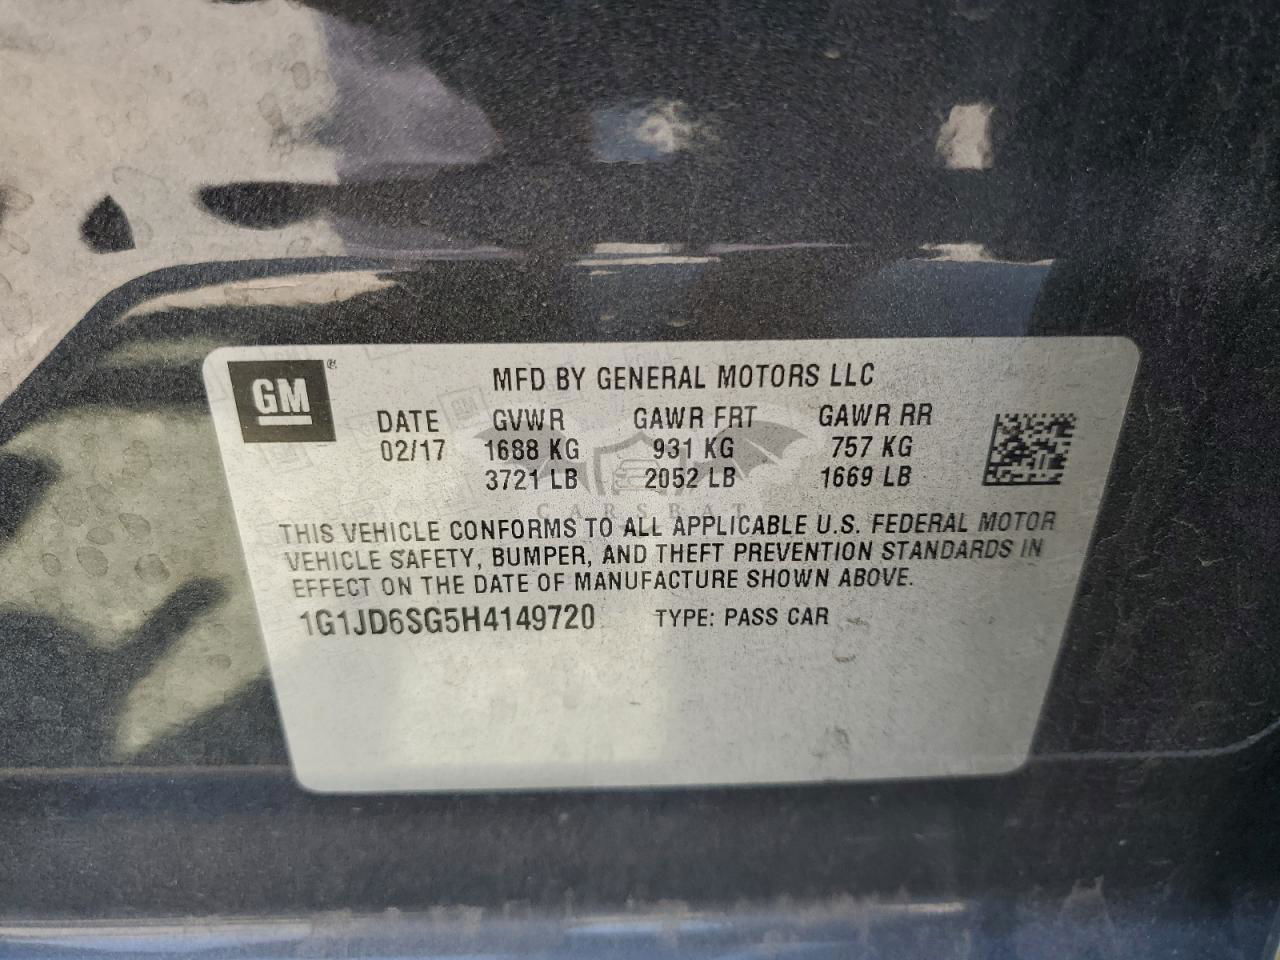 GM ®
MFD BY GENERAL MOTORS LLC
DATE GVWR GAWR FRT GAWR RR
02/17 1688 KG 931 KG 757 KG
3721 LB 2052 LB 1669 LB
CARSBAT
THIS VEHICLE CONFORMS TO ALL APPLICABLE U.S. FEDERAL MOTOR
VEHICLE SAFETY, BUMPER, AND THEFT PREVENTION STANDARDS IN
EFFECT ON THE DATE OF MANUFACTURE SHOWN ABOVE.
1G1JD6SG5H4149720 TYPE: PASS CAR